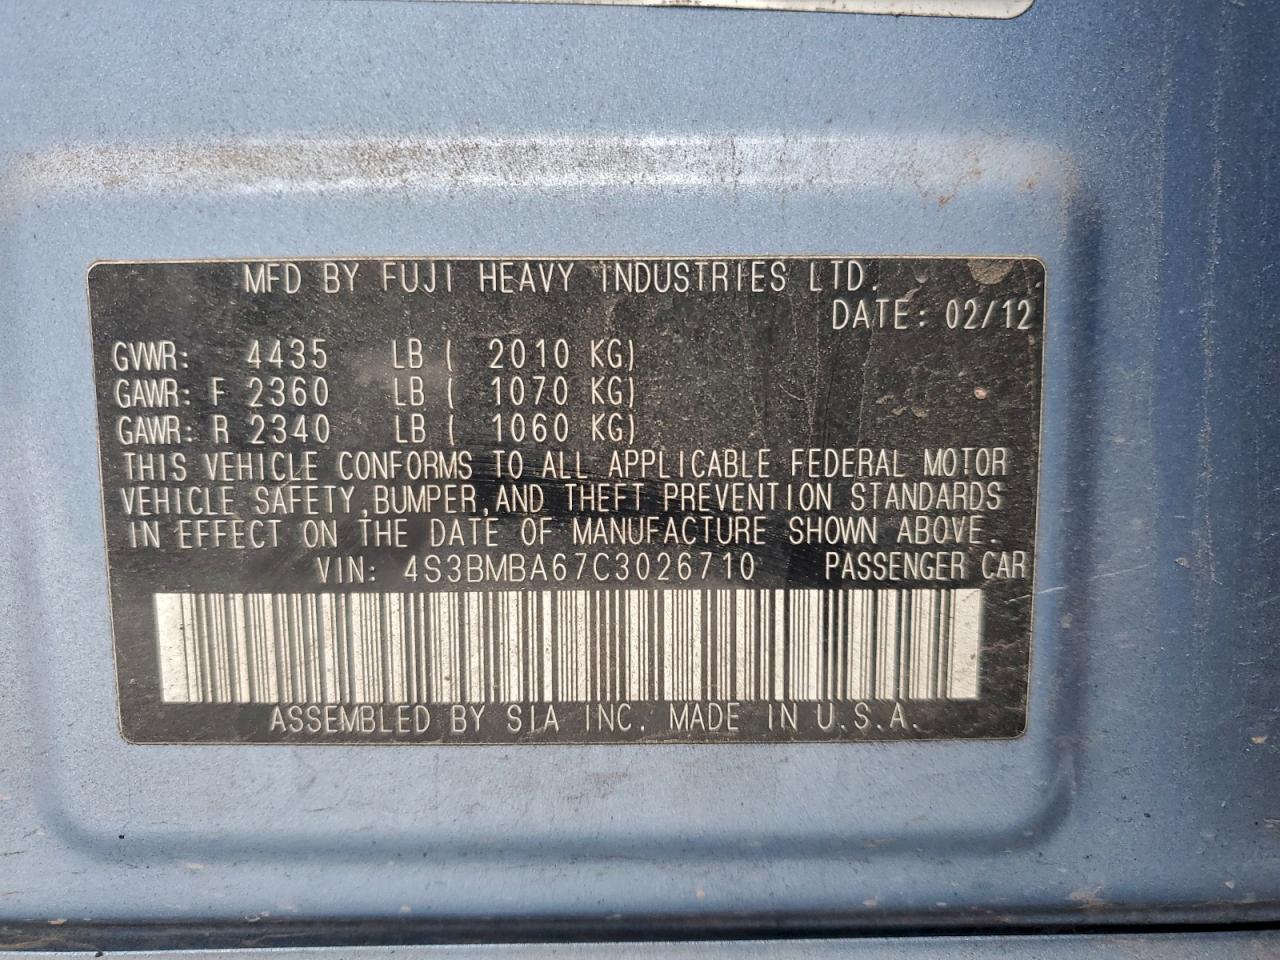 MFD BY FUJI HEAVY INDUSTRIES LTD.
DATE: 02/12
GVWR: 4435 LB ( 2010 KG)
GAWR: F 2360 LB ( 1070 KG)
GAWR: R 2340 LB ( 1060 KG)
THIS VEHICLE CONFORMS TO ALL APPLICABLE FEDERAL MOTOR
VEHICLE SAFETY,BUMPER,AND THEFT PREVENTION STANDARDS
IN EFFECT ON THE DATE OF MANUFACTURE SHOWN ABOVE.
VIN: 4S3BMBA67C3026710 PASSENGER CAR
ASSEMBLED BY SIA INC. MADE IN U.S.A.